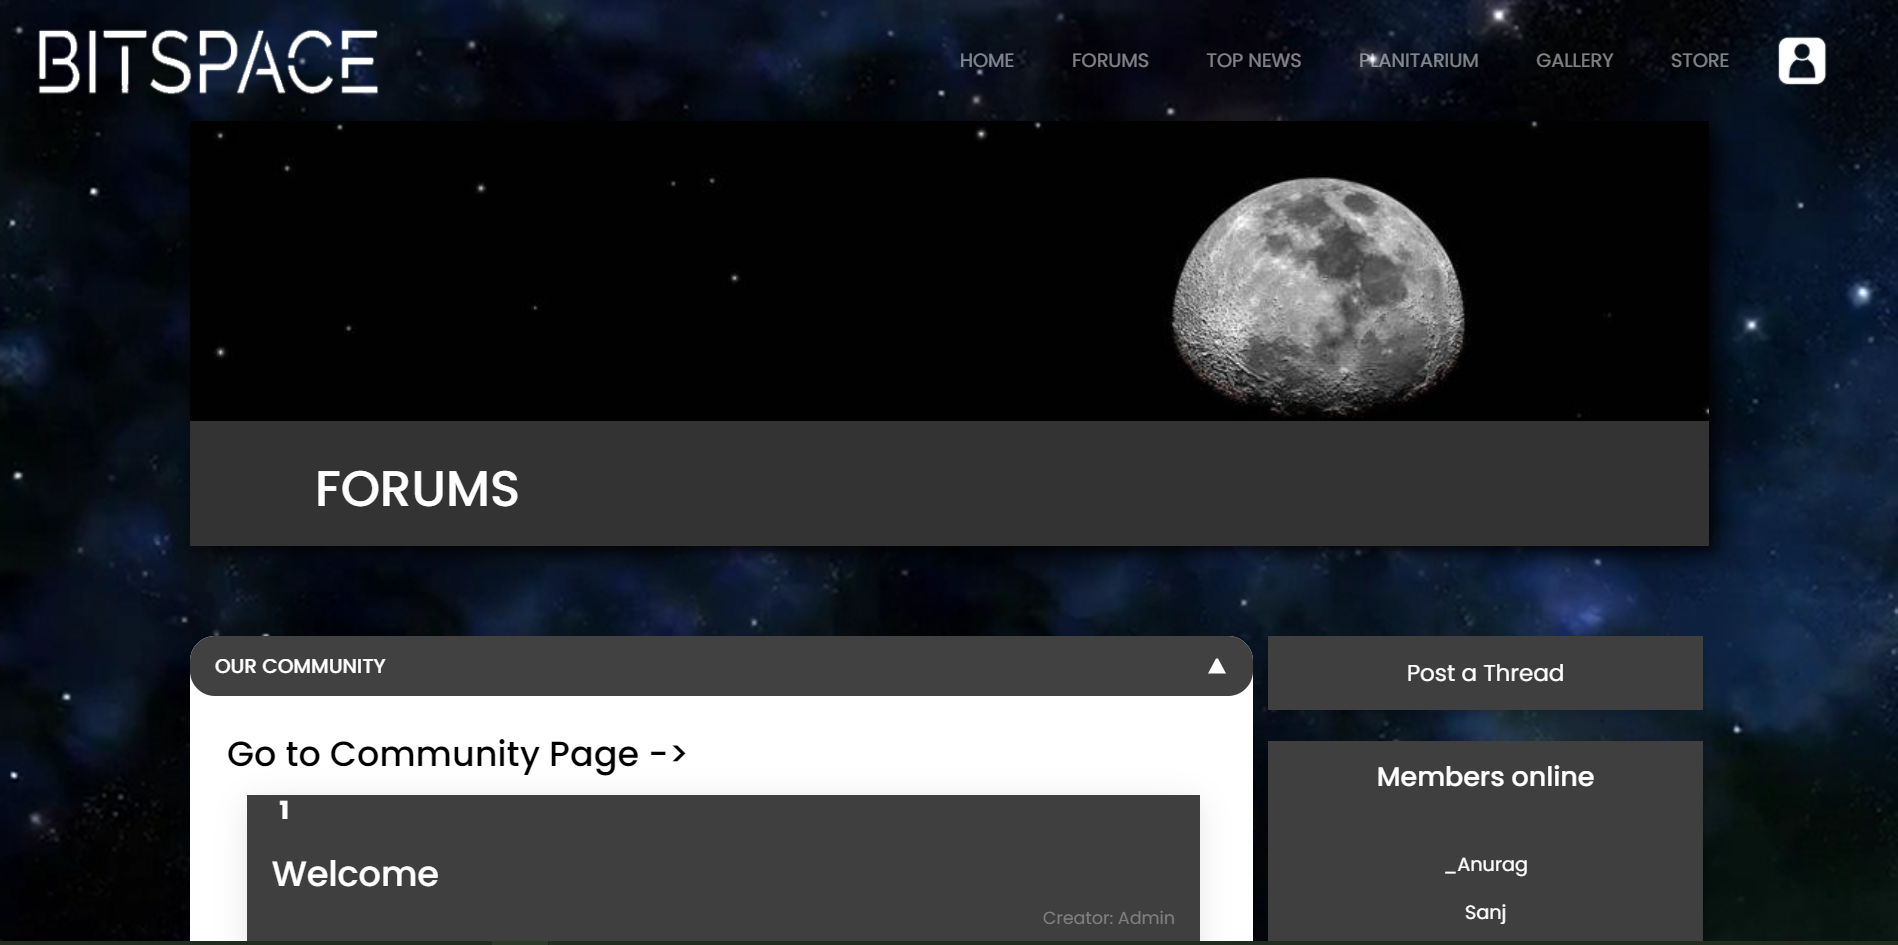 BITSPACE
HOME FORUMS TOP NEWS PLANITARIUM GALLERY STORE
FORUMS
OUR COMMUNITY
Go to Community Page ->
1
Welcome
Creator: Admin
Post a Thread
Members online
_Anurag
Sanj